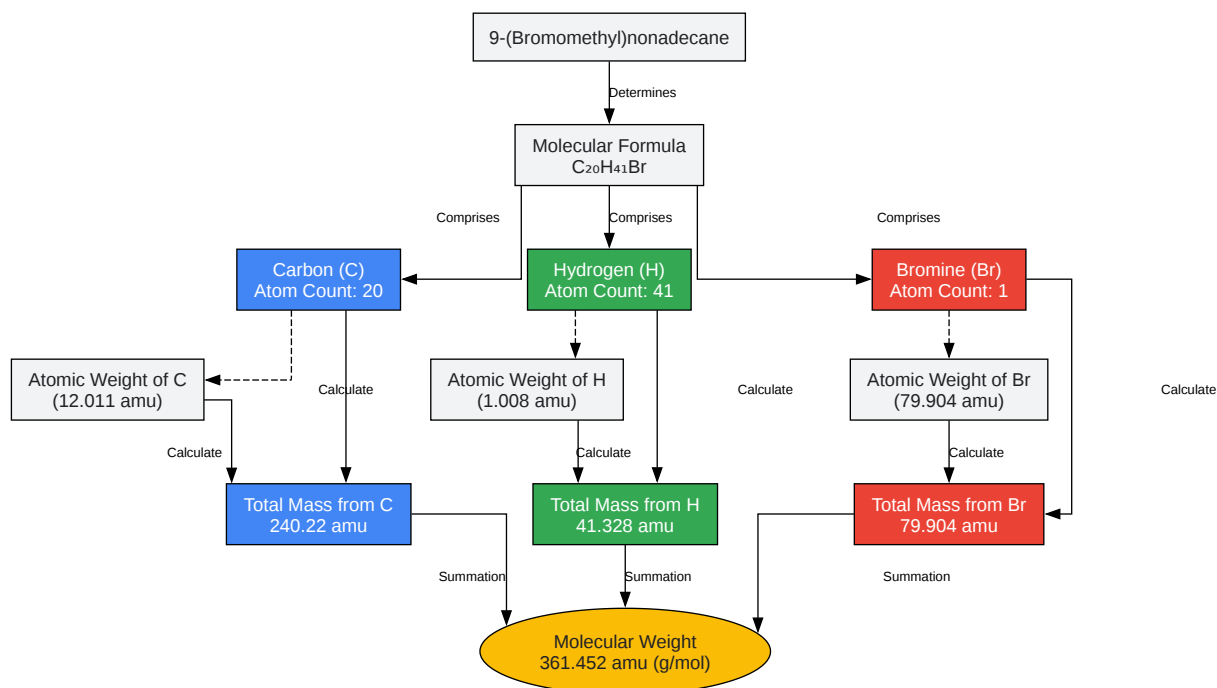 9-(Bromomethyl)nonadecane
Determines
Molecular Formula
C₂₀H₄₁Br
Comprises
Comprises
Comprises
Carbon (C)
Atom Count: 20
Hydrogen (H)
Atom Count: 41
Bromine (Br)
Atom Count: 1
Atomic Weight of C
(12.011 amu)
Calculate
Atomic Weight of H
(1.008 amu)
Calculate
Atomic Weight of Br
(79.904 amu)
Calculate
Calculate
Calculate
Calculate
Total Mass from C
240.22 amu
Total Mass from H
41.328 amu
Total Mass from Br
79.904 amu
Summation
Summation
Summation
Molecular Weight
361.452 amu (g/mol)